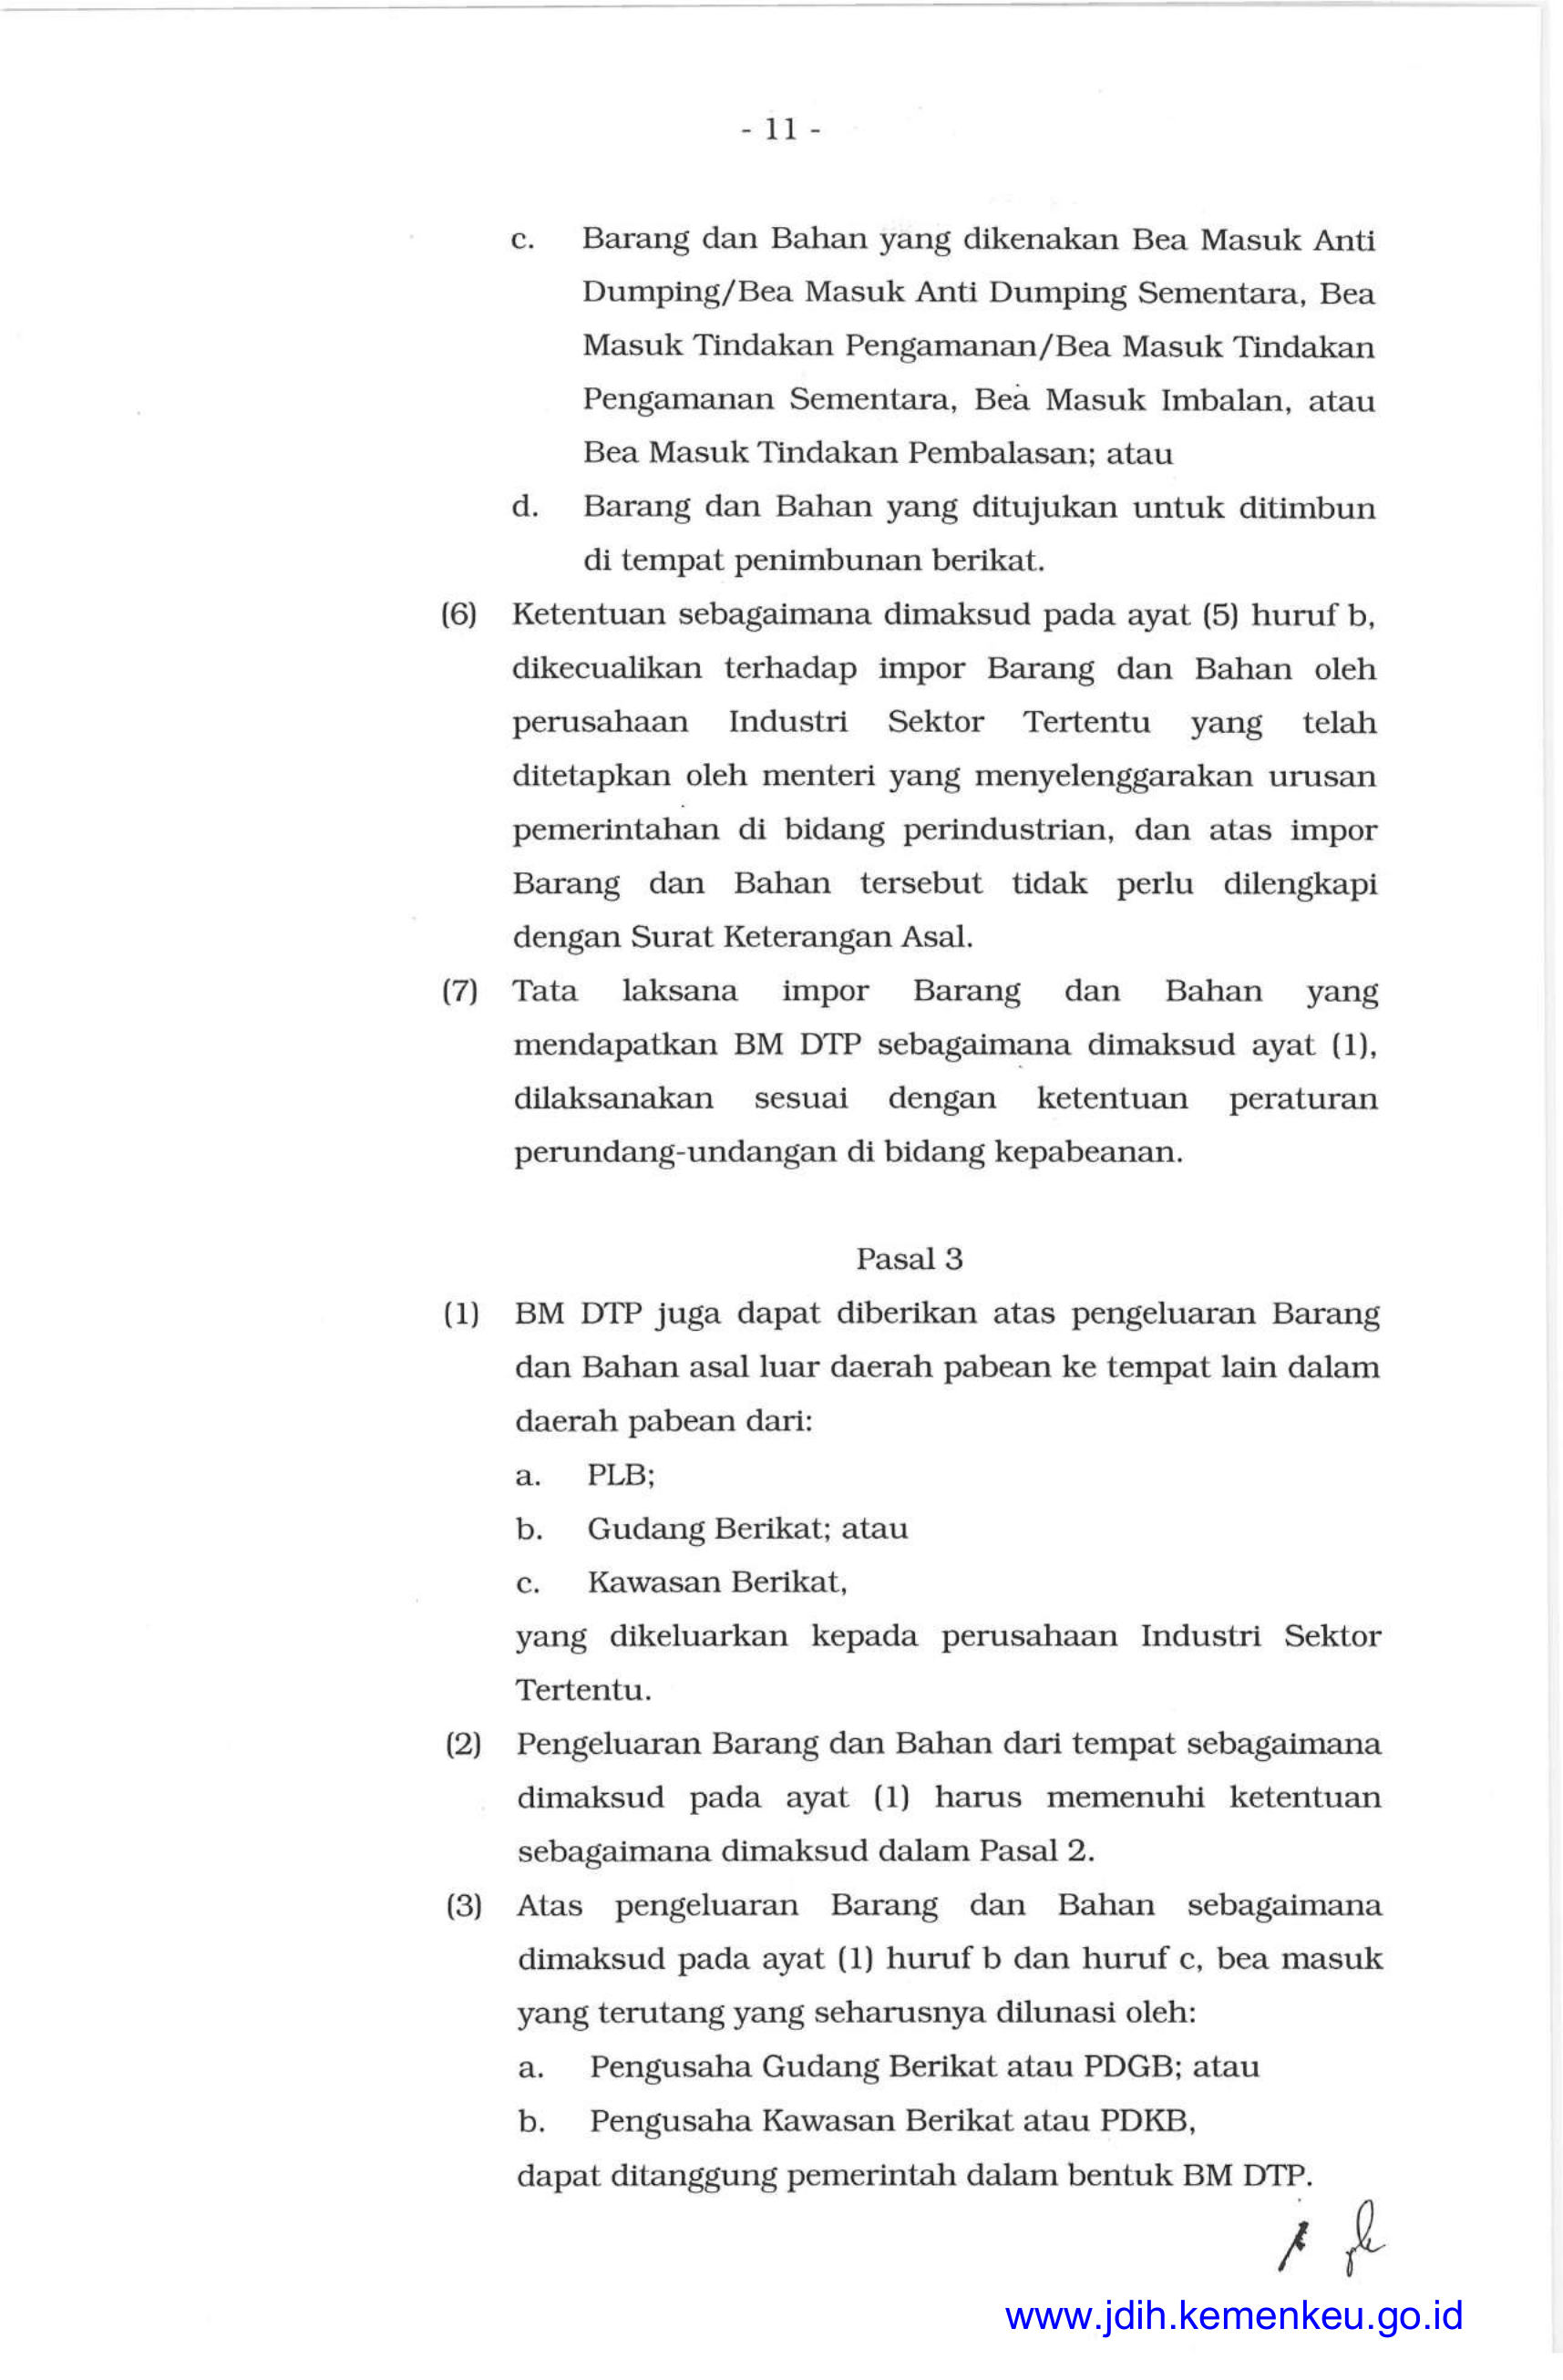 - 11 -
c. Barang dan Bahan yang dikenakan Bea Masuk Anti
Dumping/Bea Masuk Anti Dumping Sementara, Bea
Masuk Tindakan Pengamanan/Bea Masuk Tindakan
Pengamanan Sementara, Bea Masuk Imbalan, atau
Bea Masuk Tindakan Pembalasan; atau
d. Barang dan Bahan yang ditujukan untuk ditimbun
di tempat penimbunan berikat.
(6) Ketentuan sebagaimana dimaksud pada ayat (5) huruf b,
dikecualikan terhadap impor Barang dan Bahan oleh
perusahaan Industri Sektor Tertentu yang telah
ditetapkan oleh menteri yang menyelenggarakan urusan
pemerintahan di bidang perindustrian, dan atas impor
Barang dan Bahan tersebut tidak perlu dilengkapi
dengan Surat Keterangan Asal.
(7) Tata laksana impor Barang dan Bahan yang
mendapatkan BM DTP sebagaimana dimaksud ayat (1),
dilaksanakan sesuai dengan ketentuan peraturan
perundang-undangan di bidang kepabeanan.
Pasal 3
(1) BM DTP juga dapat diberikan atas pengeluaran Barang
dan Bahan asal luar daerah pabean ke tempat lain dalam
daerah pabean dari:
a. PLB;
b. Gudang Berikat; atau
c. Kawasan Berikat,
yang dikeluarkan kepada perusahaan Industri Sektor
Tertentu.
(2) Pengeluaran Barang dan Bahan dari tempat sebagaimana
dimaksud pada ayat (1) harus memenuhi ketentuan
sebagaimana dimaksud dalam Pasal 2.
(3) Atas pengeluaran Barang dan Bahan sebagaimana
dimaksud pada ayat (1) huruf b dan huruf c, bea masuk
yang terutang yang seharusnya dilunasi oleh:
a. Pengusaha Gudang Berikat atau PDGB; atau
b. Pengusaha Kawasan Berikat atau PDKB,
dapat ditanggung pemerintah dalam bentuk BM DTP.
www.jdih.kemenkeu.go.id